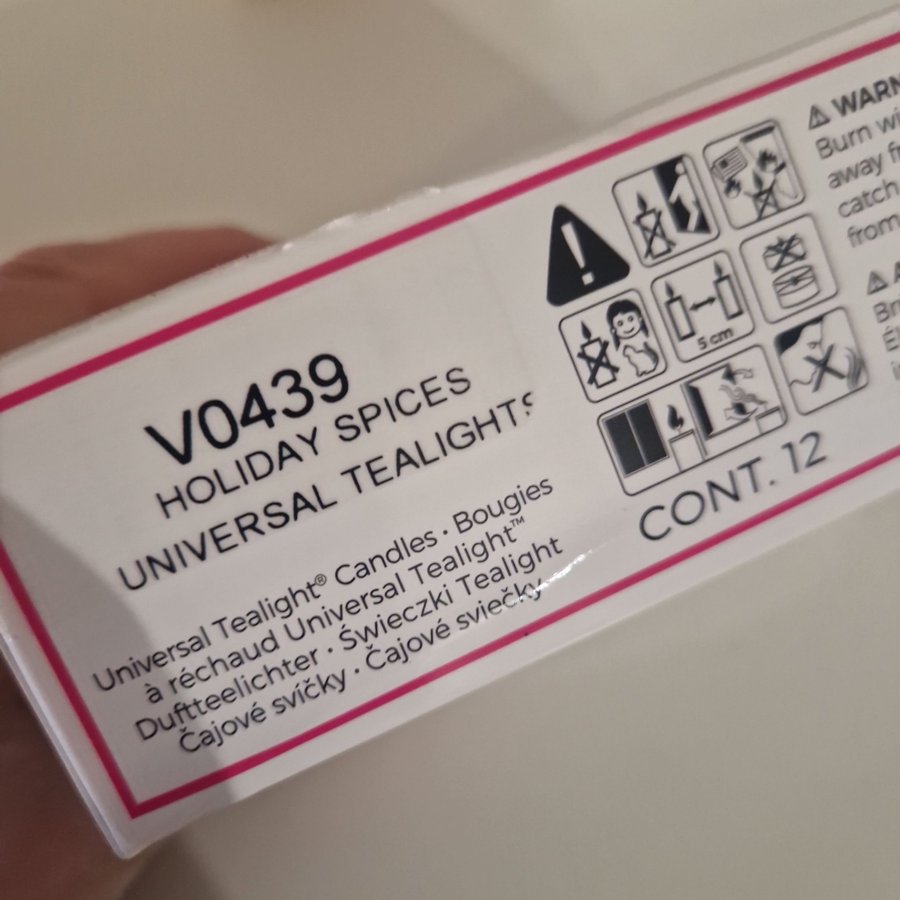 V0439
HOLIDAY SPICES
UNIVERSAL TEALIGHTS
Universal Tealight® Candles · Bougies
à réchaud Universal Tealight™
Duftteelichter · Świeczki Tealight
Čajové svíčky · Čajové sviečky
5 cm
CONT. 12
⚠ WARN
Burn wi
away fr
catch
from